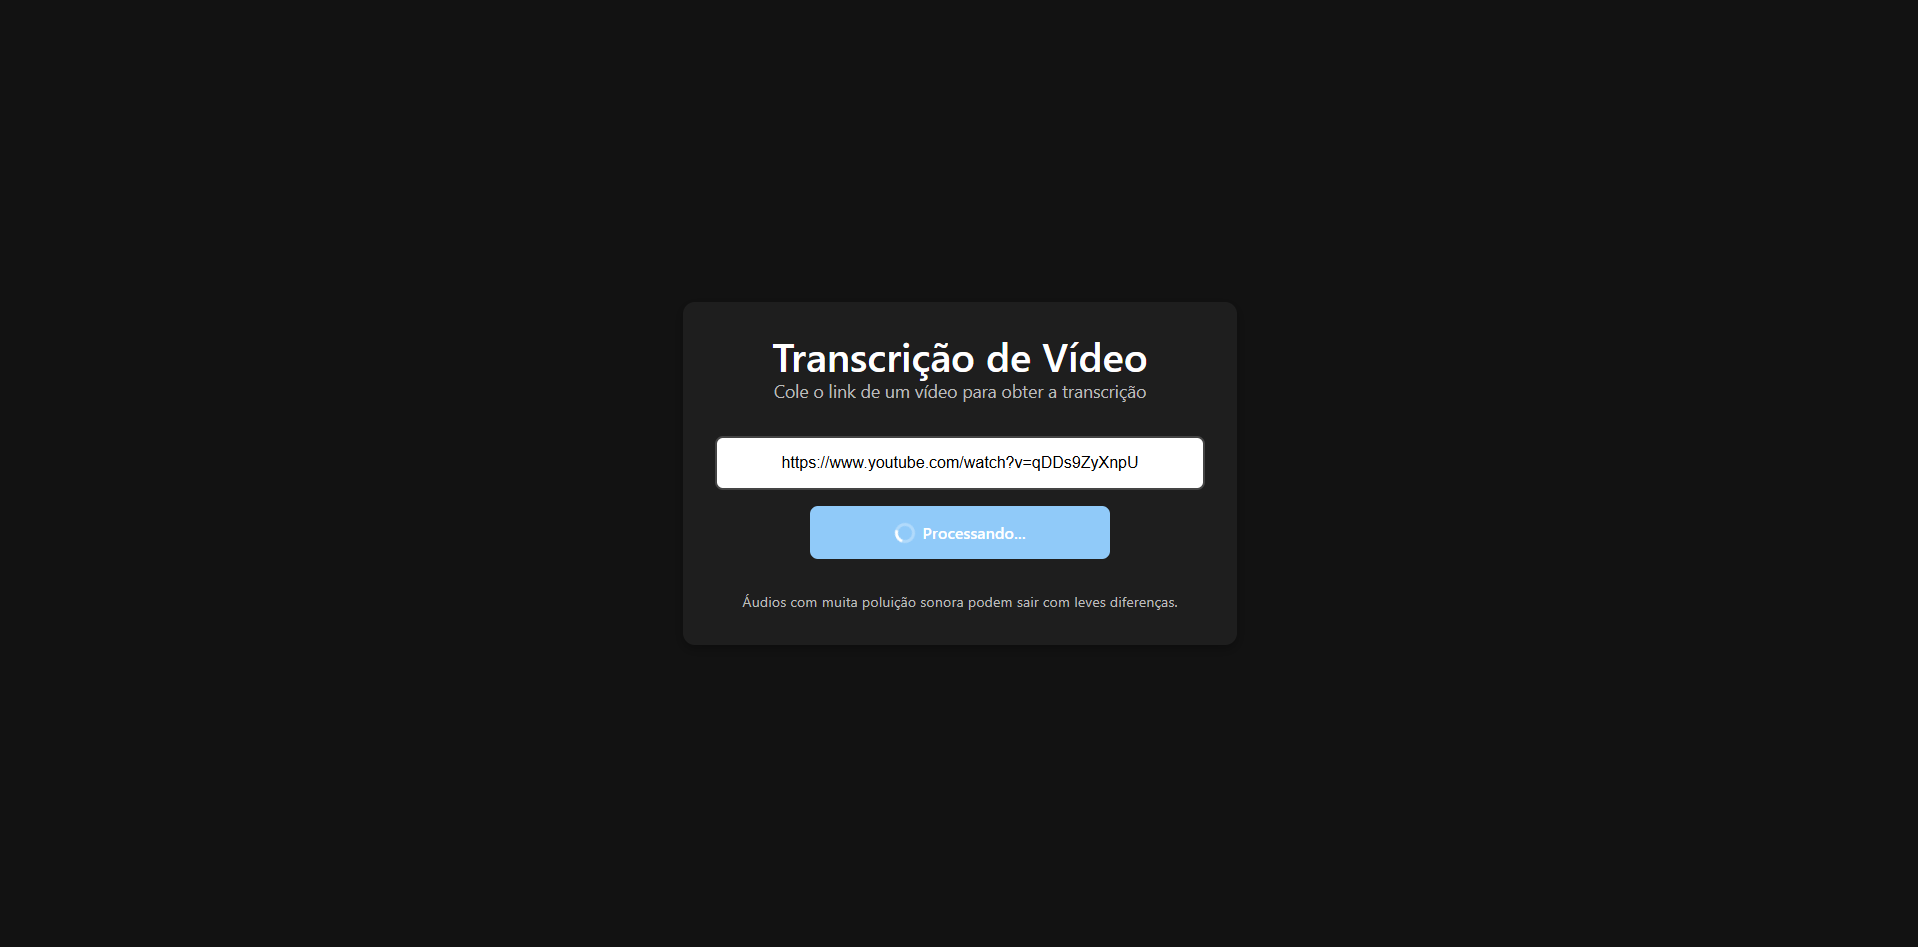 Transcrição de Vídeo
Cole o link de um vídeo para obter a transcrição
https://www.youtube.com/watch?v=qDDs9ZyXnpU
Processando...
Áudios com muita poluição sonora podem sair com leves diferenças.